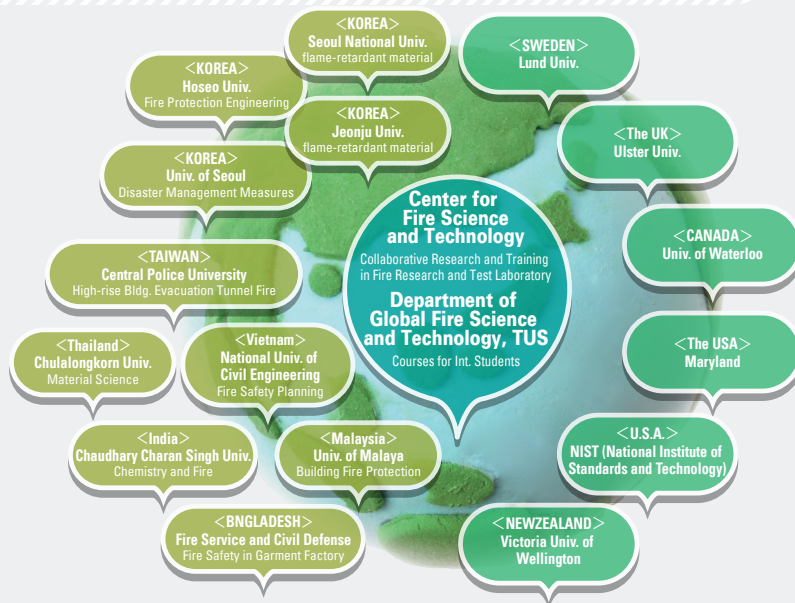 <KOREA>
Seoul National Univ.
flame-retardant material
<KOREA>
Hoseo Univ.
Fire Protection Engineering
<KOREA>
Jeonju Univ.
flame-retardant material
<KOREA>
Univ. of Seoul
Disaster Management Measures
<TAIWAN>
Central Police University
High-rise Bldg. Evacuation Tunnel Fire
<Thailand>
Chulalongkorn Univ.
Material Science
<Vietnam>
National Univ. of
Civil Engineering
Fire Safety Planning
<India>
Chaudhary Charan Singh Univ.
Chemistry and Fire
<Malaysia>
Univ. of Malaya
Building Fire Protection
<BNGLADESH>
Fire Service and Civil Defense
Fire Safety in Garment Factory
Center for
Fire Science
and Technology
Collaborative Research and Training
in Fire Research and Test Laboratory
Department of
Global Fire Science
and Technology, TUS
Courses for Int. Students
<SWEDEN>
Lund Univ.
<The UK>
Ulster Univ.
<CANADA>
Univ. of Waterloo
<The USA>
Maryland
<U.S.A.>
NIST (National Institute of
Standards and Technology)
<NEWZEALAND>
Victoria Univ. of
Wellington